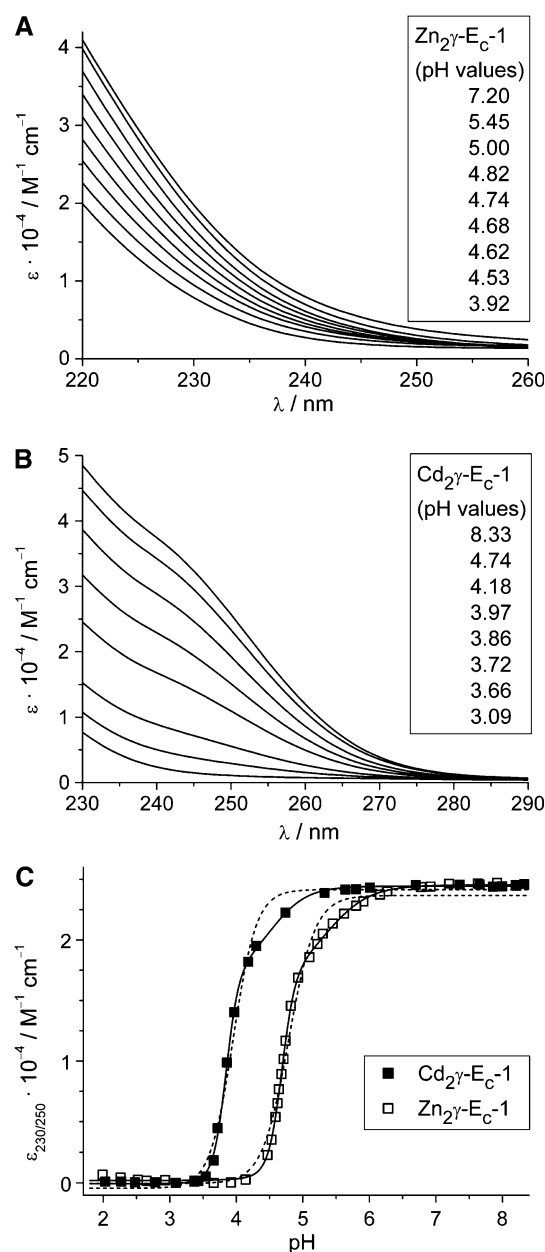 A
Zn₂γ-E_C-1
(pH values)
7.20
5.45
5.00
4.82
4.74
4.68
4.62
4.53
3.92
4
3
2
1
0
ε · 10⁻⁴ / M⁻¹ cm⁻¹
220 230 240 250 260
λ / nm
B
Cd₂γ-E_C-1
(pH values)
8.33
4.74
4.18
3.97
3.86
3.72
3.66
3.09
5
4
3
2
1
0
ε · 10⁻⁴ / M⁻¹ cm⁻¹
230 240 250 260 270 280 290
λ / nm
C
2
1
0
ε₂₃₀/₂₅₀ · 10⁻⁴ / M⁻¹ cm⁻¹
Cd₂γ-E_C-1
Zn₂γ-E_C-1
2 3 4 5 6 7 8
pH